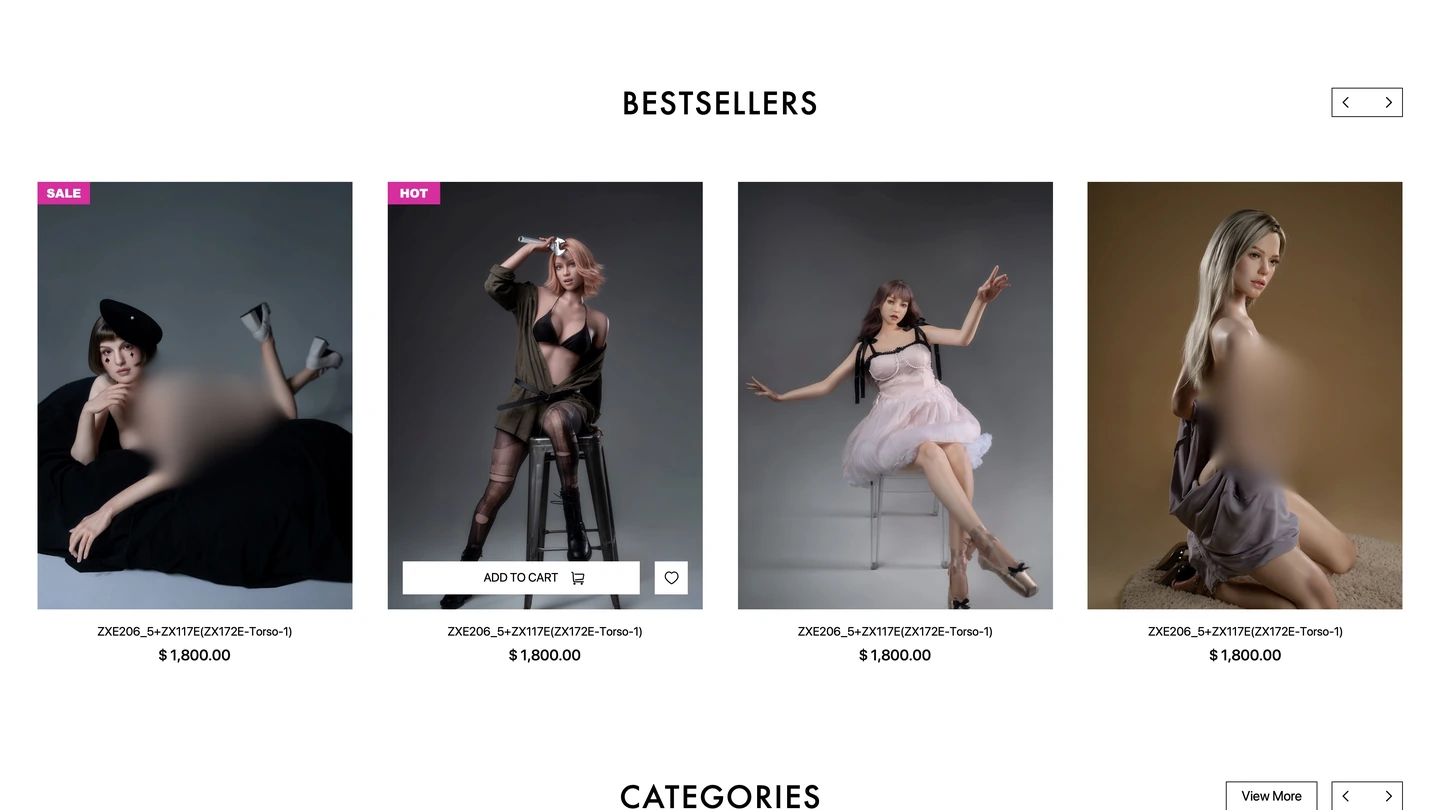 BESTSELLERS
SALE
HOT
ADD TO CART
ZXE206_5+ZX117E(ZX172E-Torso-1)
$ 1,800.00
ZXE206_5+ZX117E(ZX172E-Torso-1)
$ 1,800.00
ZXE206_5+ZX117E(ZX172E-Torso-1)
$ 1,800.00
ZXE206_5+ZX117E(ZX172E-Torso-1)
$ 1,800.00
CATEGORIES
View More